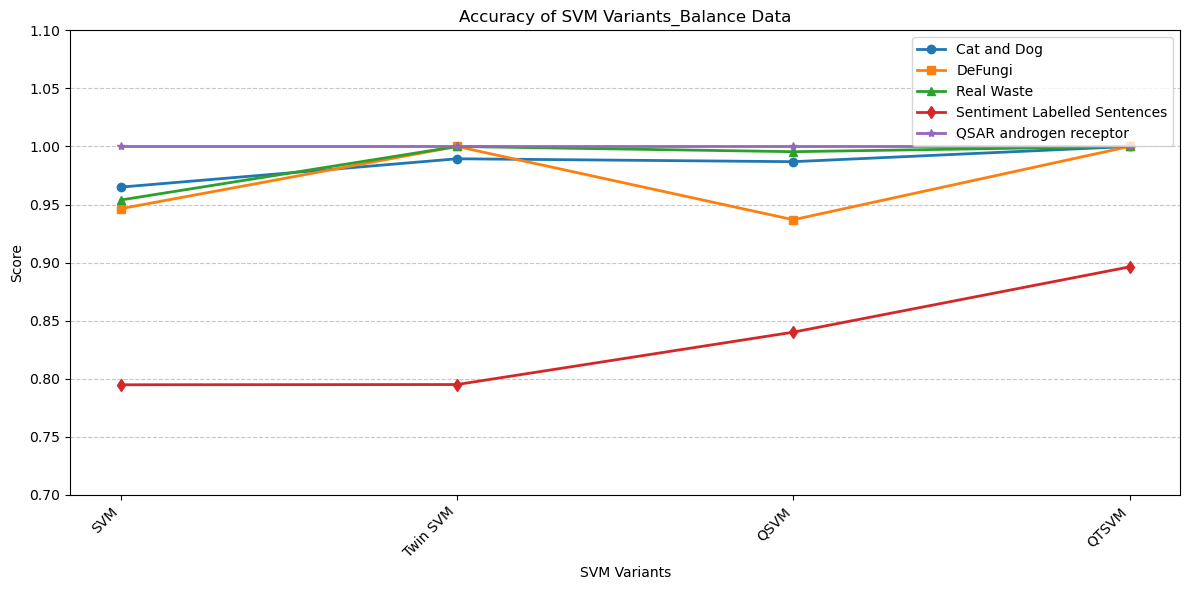 Accuracy of SVM Variants_Balance Data
1.10
1.05
1.00
0.95
0.90
0.85
0.80
0.75
0.70
Score
Cat and Dog
DeFungi
Real Waste
Sentiment Labelled Sentences
QSAR androgen receptor
SVM
Twin SVM
QSVM
QTSVM
SVM Variants